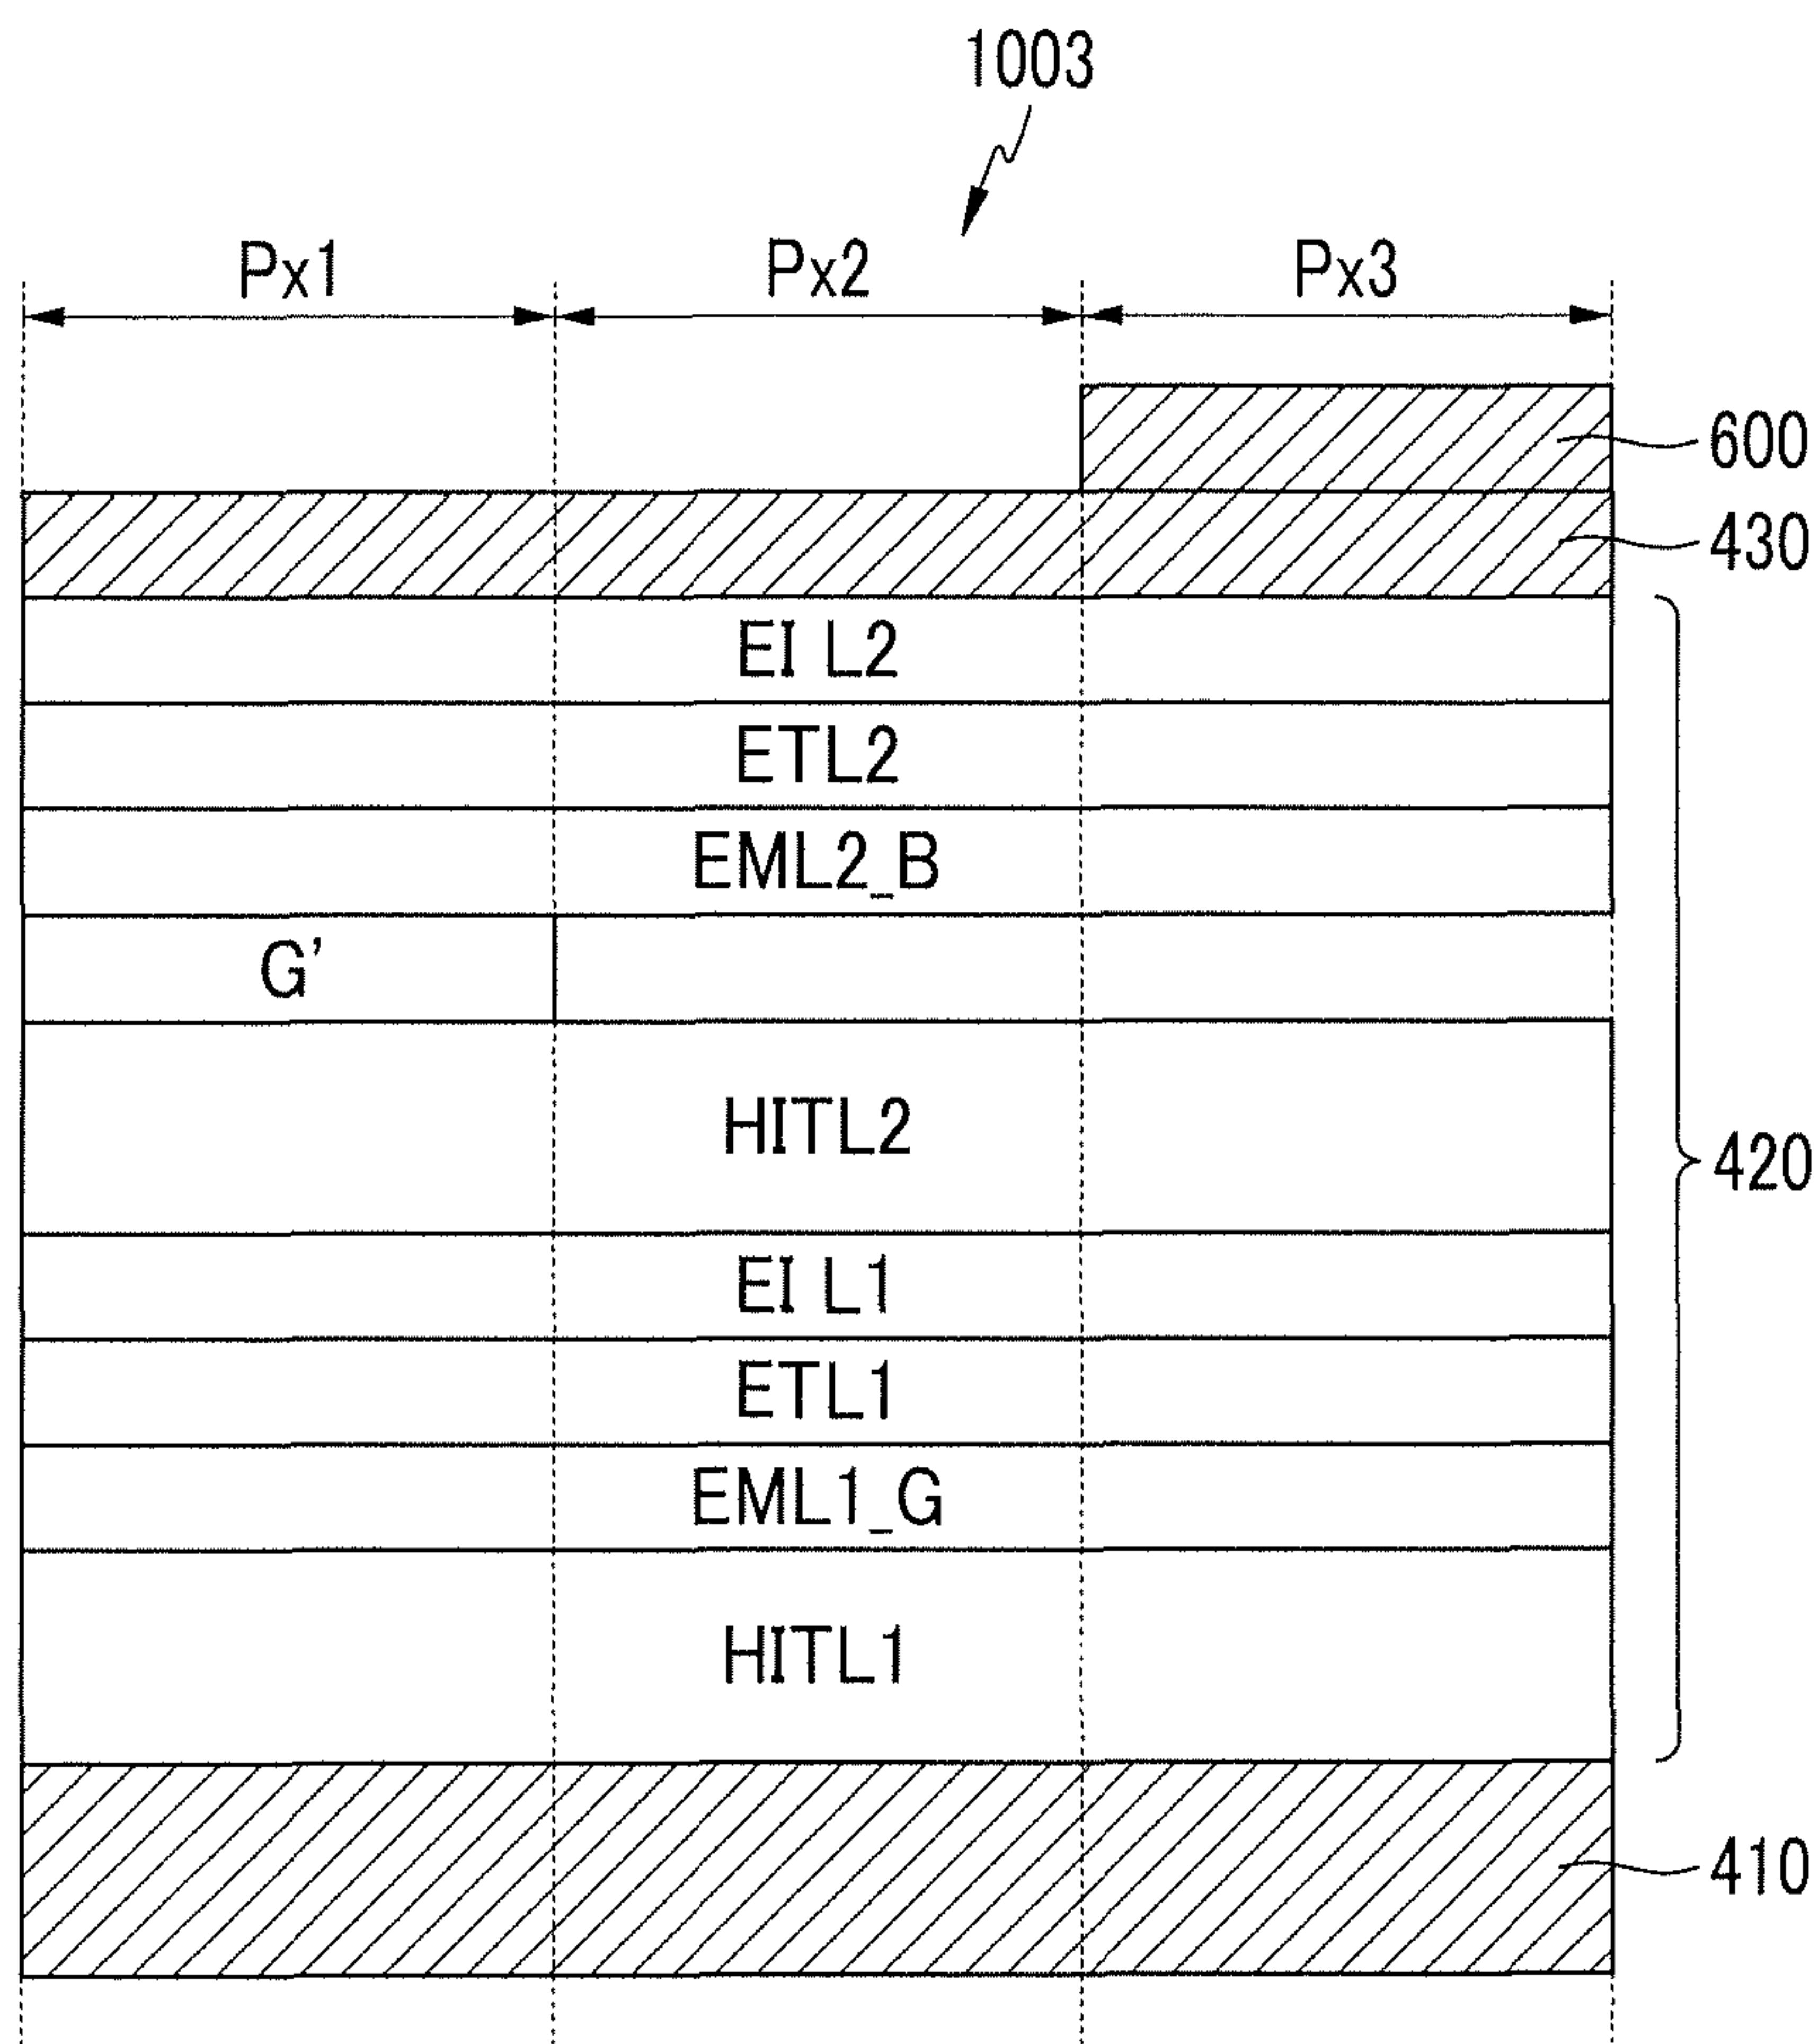 1003
Px1 Px2 Px3
600
430
EI L2
ETL2
EML2_B
G'
HITL2
420
EI L1
ETL1
EML1_G
HITL1
410